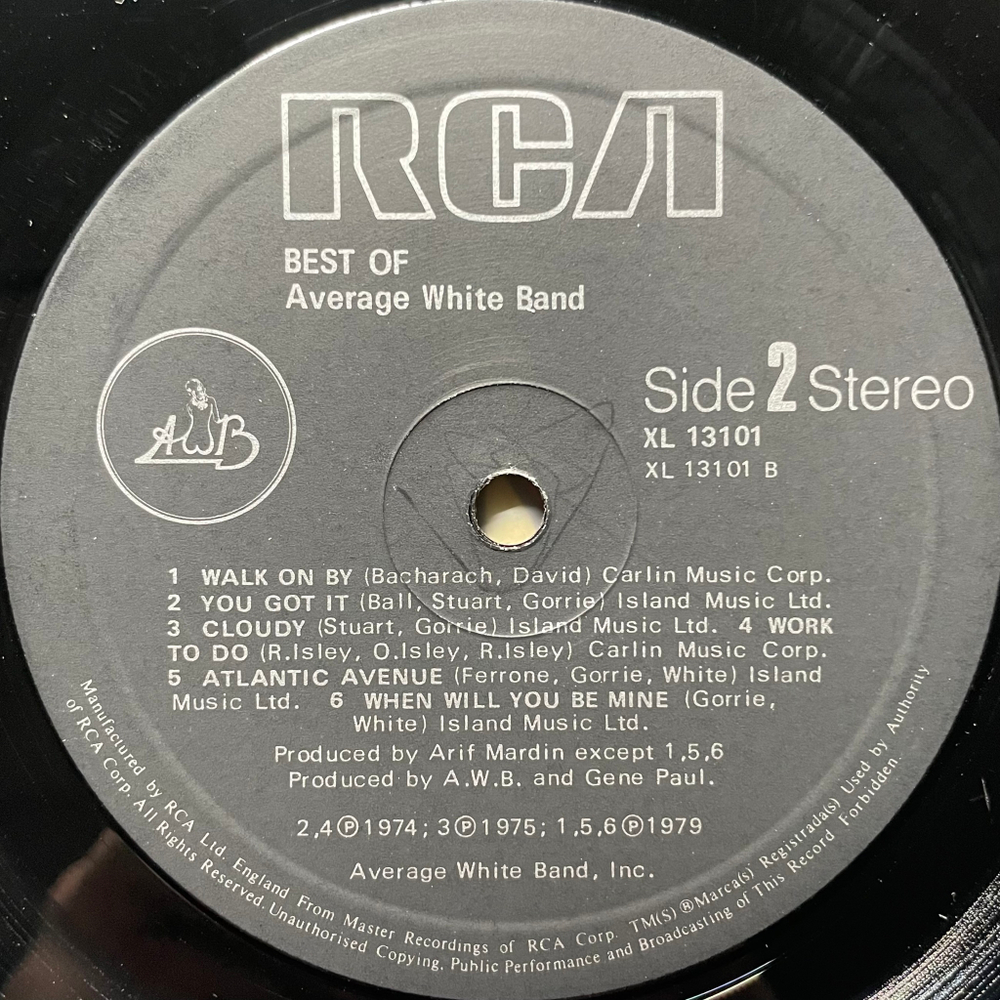 RCA
BEST OF
Average White Band
AWB
Side 2 Stereo
XL 13101
XL 13101 B
1 WALK ON BY (Bacharach, David) Carlin Music Corp.
2 YOU GOT IT (Ball, Stuart, Gorrie) Island Music Ltd.
3 CLOUDY (Stuart, Gorrie) Island Music Ltd. 4 WORK
TO DO (R.Isley, O.Isley, R.Isley) Carlin Music Corp.
5 ATLANTIC AVENUE (Ferrone, Gorrie, White) Island
Music Ltd. 6 WHEN WILL YOU BE MINE (Gorrie,
White) Island Music Ltd.
Produced by Arif Mardin except 1,5,6
Produced by A.W.B. and Gene Paul.
2,4Ⓟ1974; 3Ⓟ1975; 1,5,6Ⓟ1979
Average White Band, Inc.
Manufactured by RCA Ltd. England From Master Recordings of RCA Corp. TM(S) ®Marca(s) Registrada(s) Used by Authority
of RCA Corp. All Rights Reserved. Unauthorised Copying, Public Performance and Broadcasting of This Record Forbidden.